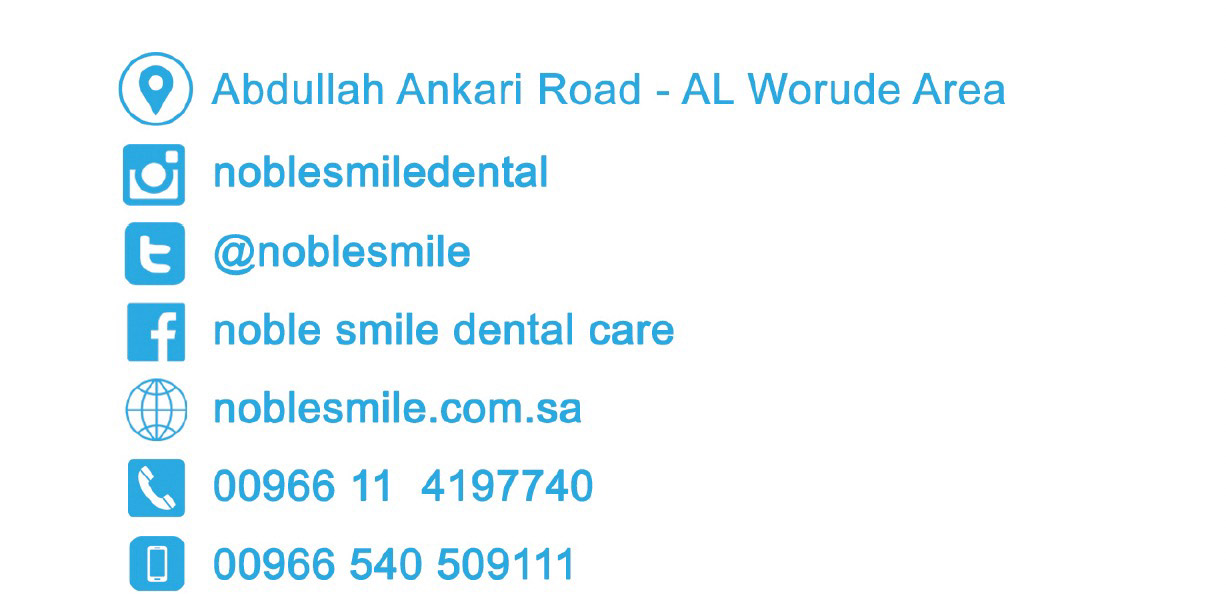 Abdullah Ankari Road - AL Worude Area
noblesmiledental
@noblesmile
noble smile dental care
noblesmile.com.sa
00966 11  4197740
00966 540 509111